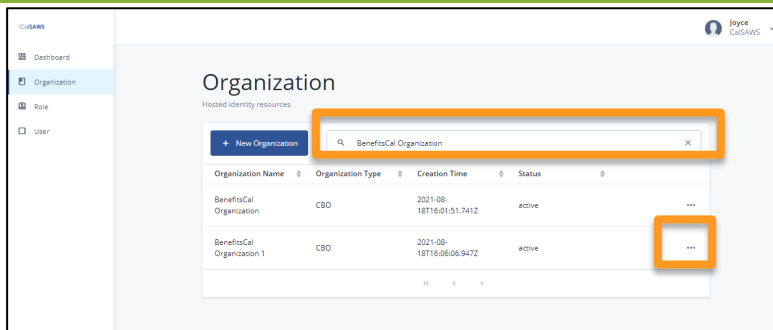 CalSAWS
Joyce
CalSAWS
Dashboard
Organization
Role
User
Organization
Hosted identity resources
+ New Organization
BenefitsCal Organization
Organization Name Organization Type Creation Time Status
BenefitsCal
Organization
CBO
2021-08-
18T16:01:51.741Z
active
BenefitsCal
Organization 1
CBO
2021-08-
18T16:06:06.947Z
active